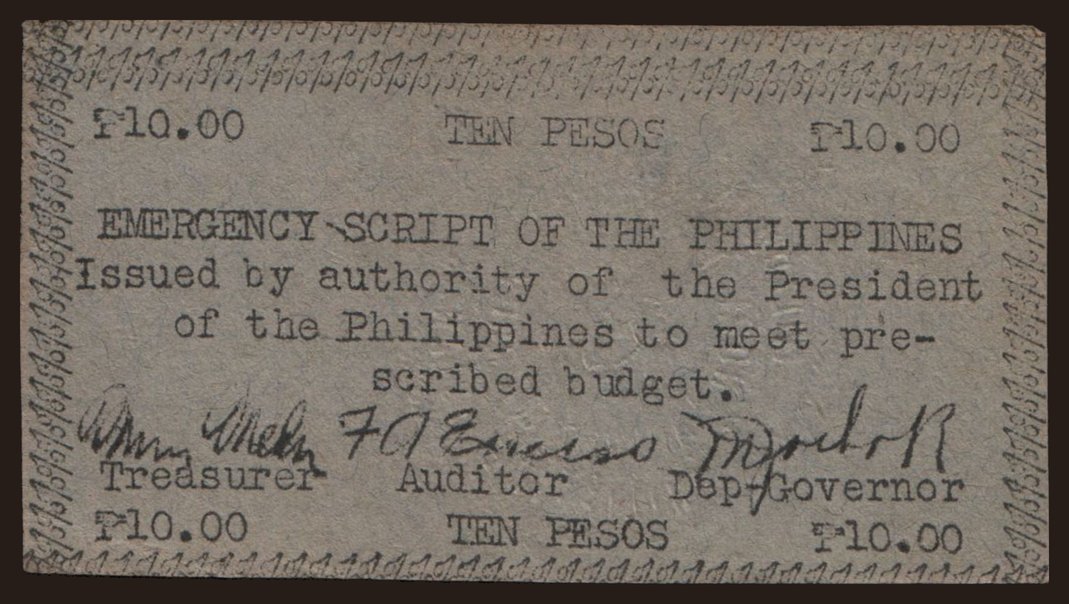 ₱10.00 TEN PESOS ₱10.00
EMERGENCY-SCRIPT OF THE PHILIPPINES
Issued by authority of the President
of the Philippines to meet pre-
scribed budget.
Treasurer Auditor Dep-Governor
₱10.00 TEN PESOS ₱10.00